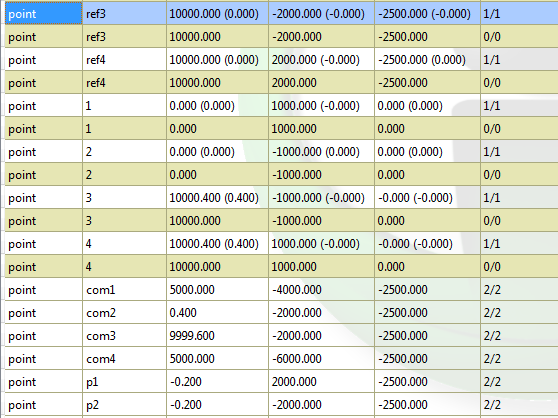 point ref3 10000.000 (0.000) -2000.000 (-0.000) -2500.000 (-0.000) 1/1
point ref3 10000.000 -2000.000 -2500.000 0/0
point ref4 10000.000 (0.000) 2000.000 (-0.000) -2500.000 (0.000) 1/1
point ref4 10000.000 2000.000 -2500.000 0/0
point 1 0.000 (0.000) 1000.000 (-0.000) 0.000 (0.000) 1/1
point 1 0.000 1000.000 0.000 0/0
point 2 0.000 (0.000) -1000.000 (0.000) 0.000 (0.000) 1/1
point 2 0.000 -1000.000 0.000 0/0
point 3 10000.400 (0.400) -1000.000 (-0.000) -0.000 (-0.000) 1/1
point 3 10000.000 -1000.000 0.000 0/0
point 4 10000.400 (0.400) 1000.000 (-0.000) -0.000 (-0.000) 1/1
point 4 10000.000 1000.000 0.000 0/0
point com1 5000.000 -4000.000 -2500.000 2/2
point com2 0.400 -2000.000 -2500.000 2/2
point com3 9999.600 -2000.000 -2500.000 2/2
point com4 5000.000 -6000.000 -2500.000 2/2
point p1 -0.200 2000.000 -2500.000 2/2
point p2 -0.200 -2000.000 -2500.000 2/2